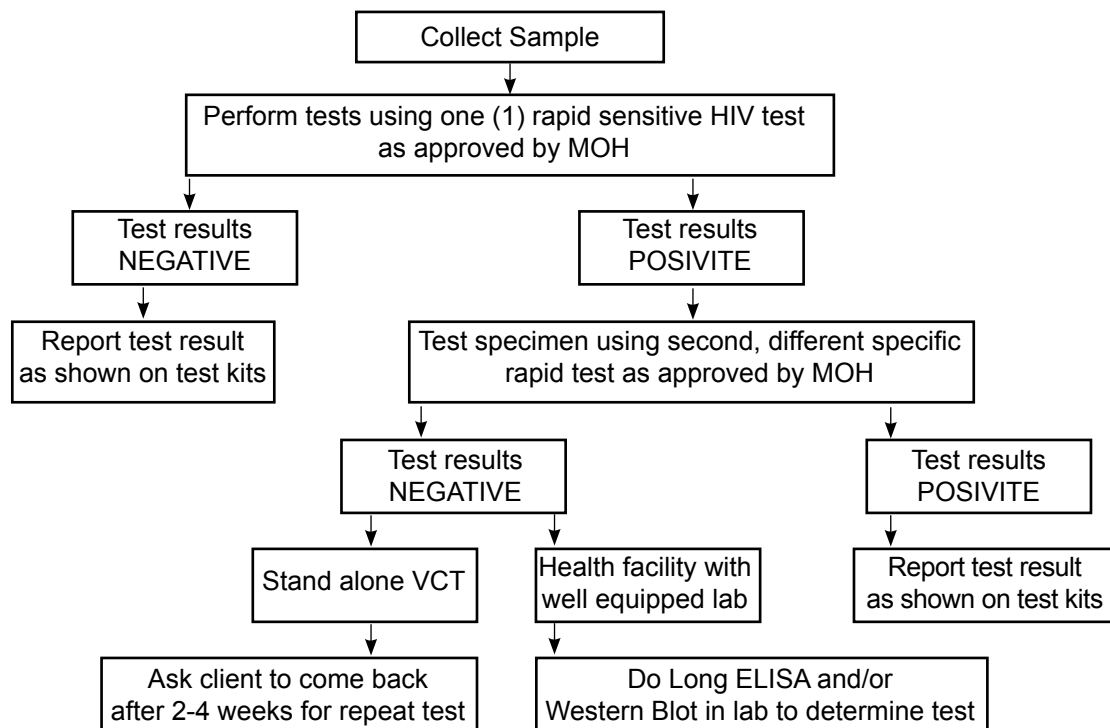 Collect Sample
Perform tests using one (1) rapid sensitive HIV test
as approved by MOH
Test results
NEGATIVE
Test results
POSIVITE
Report test result
as shown on test kits
Test specimen using second, different specific
rapid test as approved by MOH
Test results
NEGATIVE
Test results
POSIVITE
Stand alone VCT
Health facility with
well equipped lab
Report test result
as shown on test kits
Ask client to come back
after 2-4 weeks for repeat test
Do Long ELISA and/or
Western Blot in lab to determine test